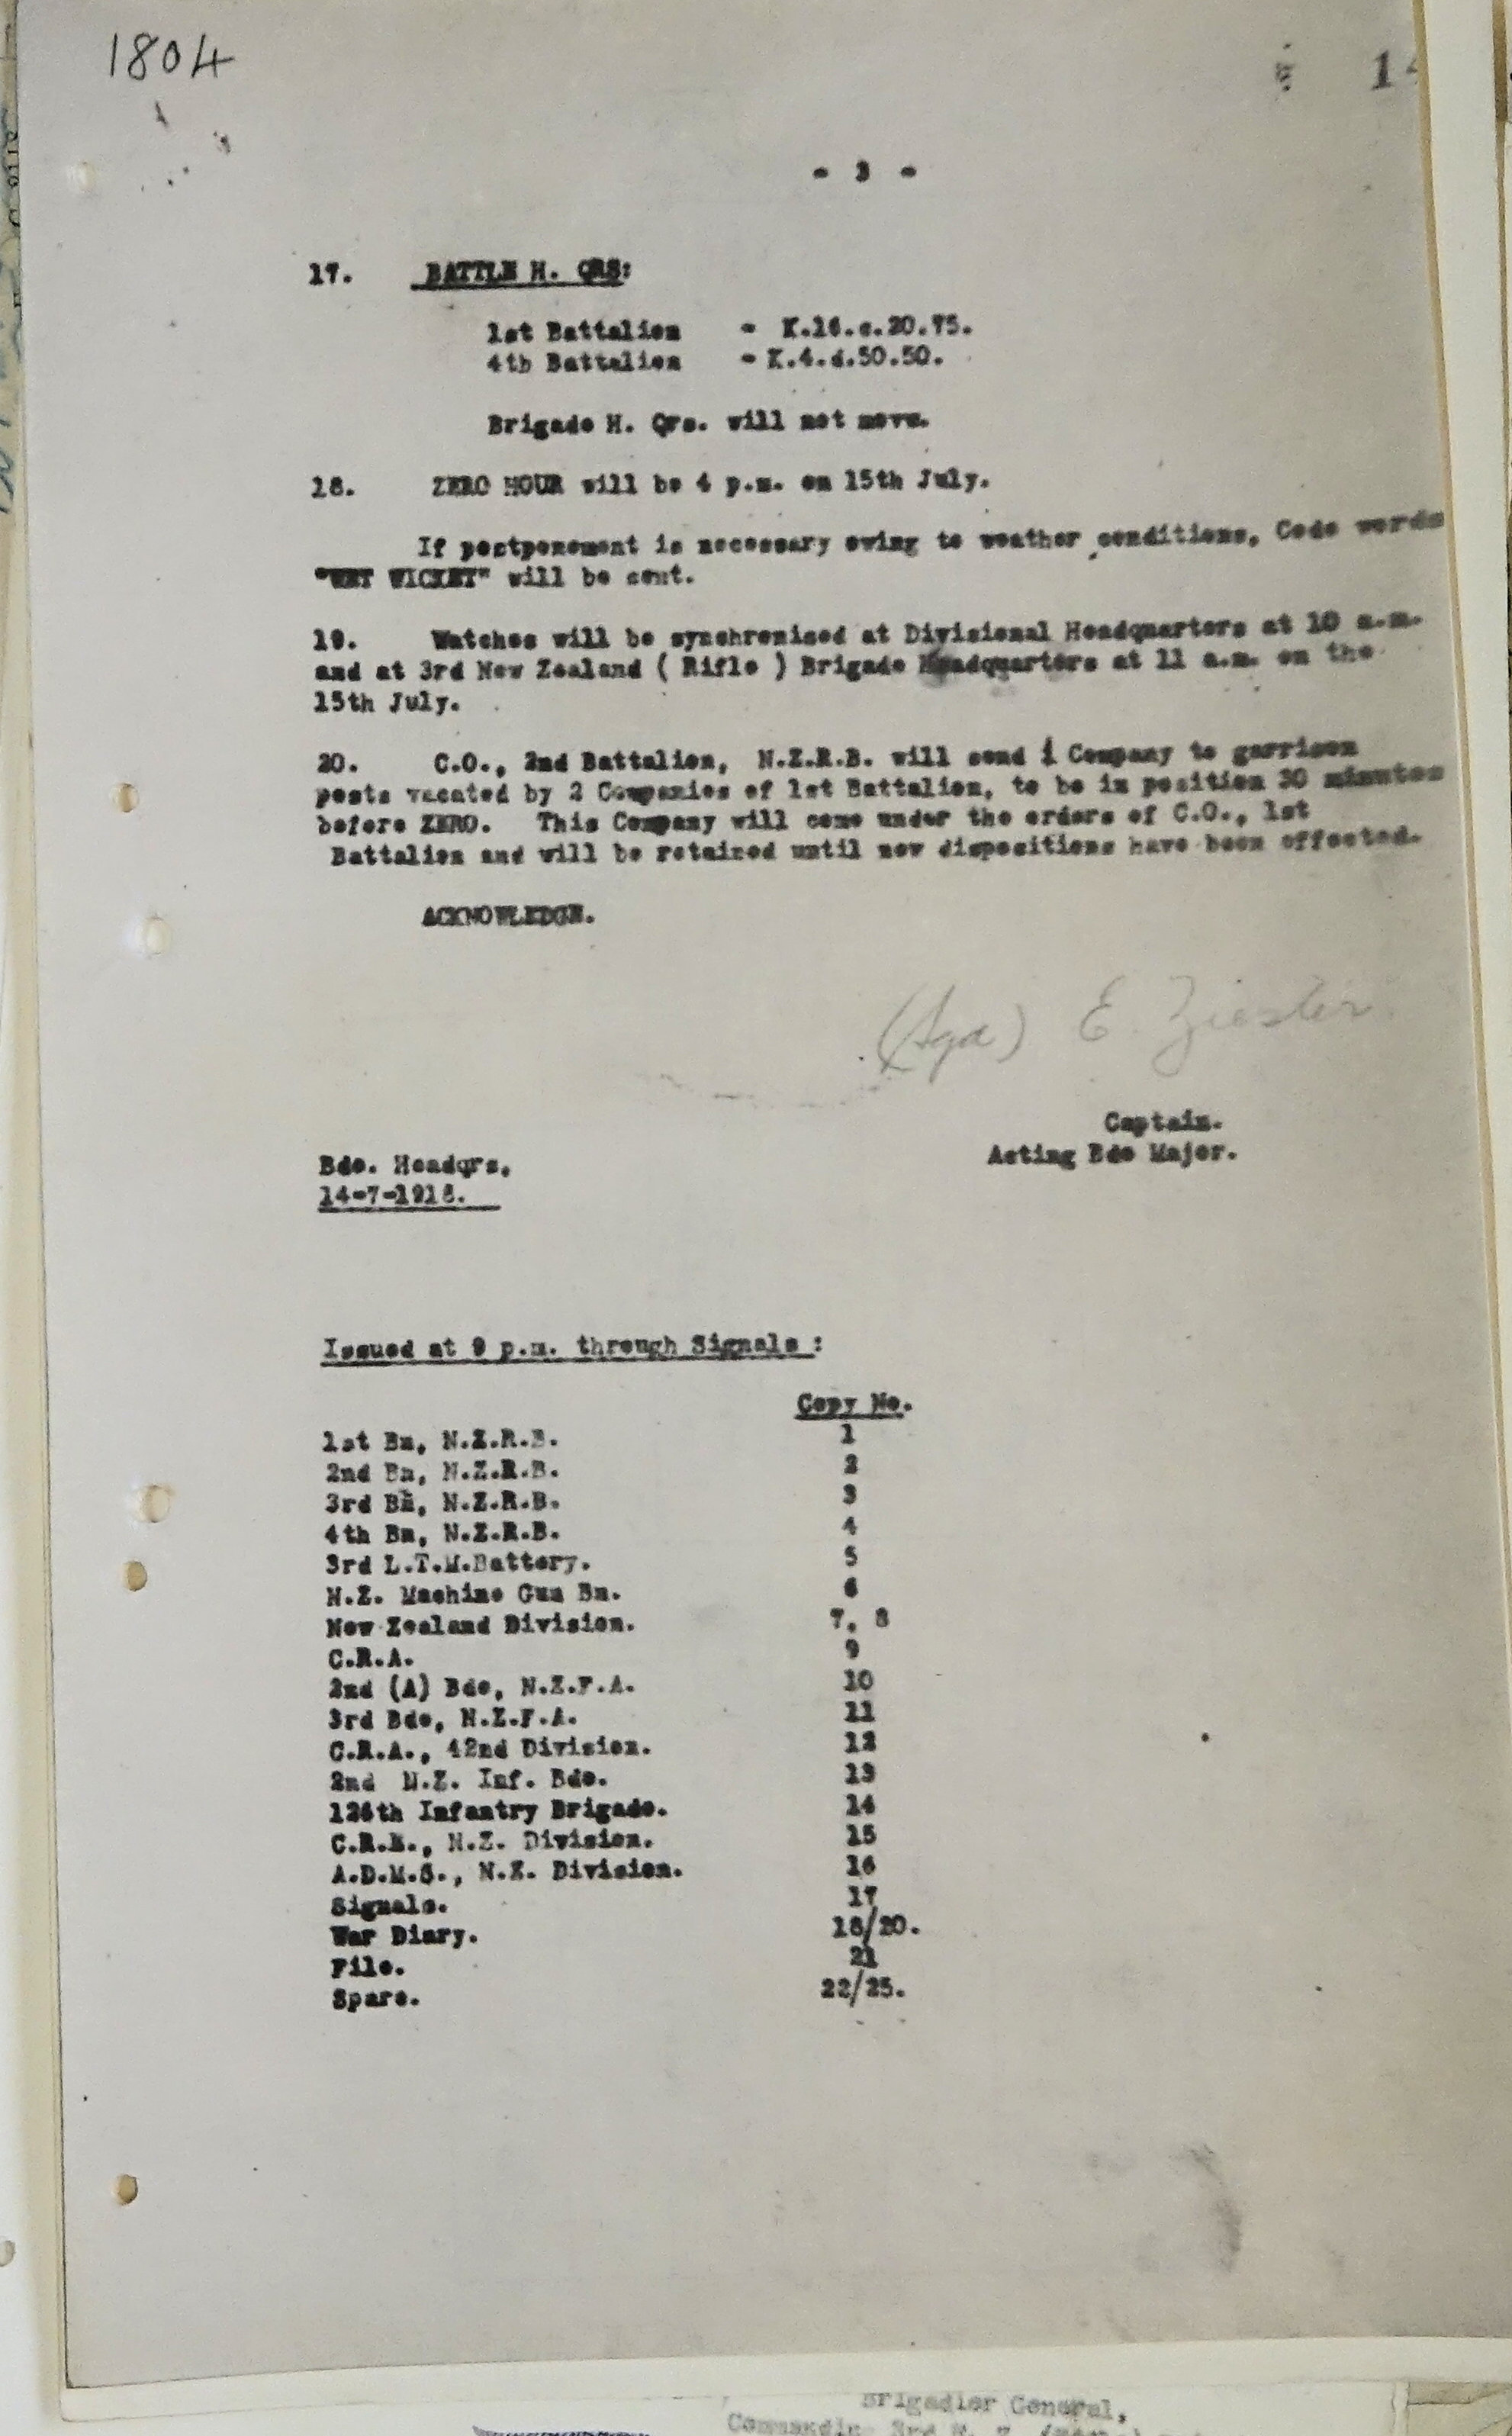 1804
14
- 3 -
17. BATTLE H. QRS:
1st Battalion - K.16.c.20.75.
4th Battalion - K.4.d.50.50.
Brigade H. Qrs. will not move.
18. ZERO HOUR will be 4 p.m. on 15th July.
If postponement is necessary owing to weather conditions, Code words
"WET WICKET" will be sent.
19. Watches will be synchronised at Divisional Headquarters at 10 a.m.
and at 3rd New Zealand ( Rifle ) Brigade Headquarters at 11 a.m. on the
15th July.
20. C.O., 2nd Battalion, N.Z.R.B. will send 1 Company to garrison
posts vacated by 2 Companies of 1st Battalion, to be in position 30 minutes
before ZERO. This Company will come under the orders of C.O., 1st
Battalion and will be retained until new dispositions have been effected.
ACKNOWLEDGE.
(Sgd) E. Ziesler
Captain.
Acting Bde Major.
Bde. Headqrs,
14-7-1918.
Issued at 9 p.m. through Signals :
Copy No.
1st Bn, N.Z.R.B. 1
2nd Bn, N.Z.R.B. 2
3rd Bn, N.Z.R.B. 3
4th Bn, N.Z.R.B. 4
3rd L.T.M.Battery. 5
N.Z. Machine Gun Bn. 6
New Zealand Division. 7, 8
C.R.A. 9
2nd (A) Bde, N.Z.F.A. 10
3rd Bde, N.Z.F.A. 11
C.R.A., 42nd Division. 12
2nd N.Z. Inf. Bde. 13
126th Infantry Brigade. 14
C.R.E., N.Z. Division. 15
A.D.M.S., N.Z. Division. 16
Signals. 17
War Diary. 18/20.
File. 21
Spare. 22/25.
Brigadier General,
3rd N. Z.